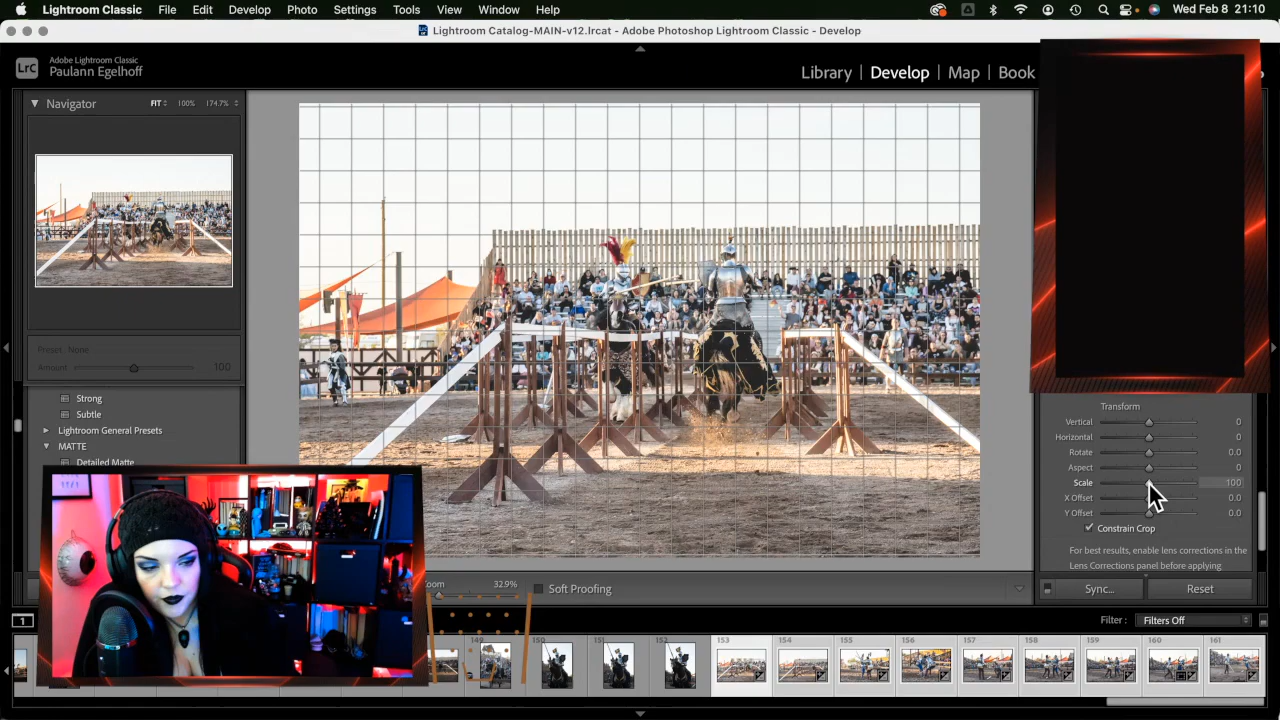 Lightroom Classic File Edit Develop Photo Settings Tools View Window Help Wed Feb 8 21:10
Lightroom Catalog-MAIN-v12.lrcat - Adobe Photoshop Lightroom Classic - Develop
LrC Adobe Lightroom Classic
Paulann Egelhoff
Library | Develop | Map | Book
Navigator FIT 100% 174.7%
Preset None
Amount 100
Strong
Subtle
Lightroom General Presets
MATTE
Detailed Matte
Transform
Vertical 0
Horizontal 0
Rotate 0.0
Aspect 0
Scale 100
X Offset 0.0
Y Offset 0.0
Constrain Crop
For best results, enable lens corrections in the
Lens Corrections panel before applying
32.9% Soft Proofing
Sync... Reset
1 Filter : Filters Off
149 150 152 153 154 155 156 157 158 159 160 161